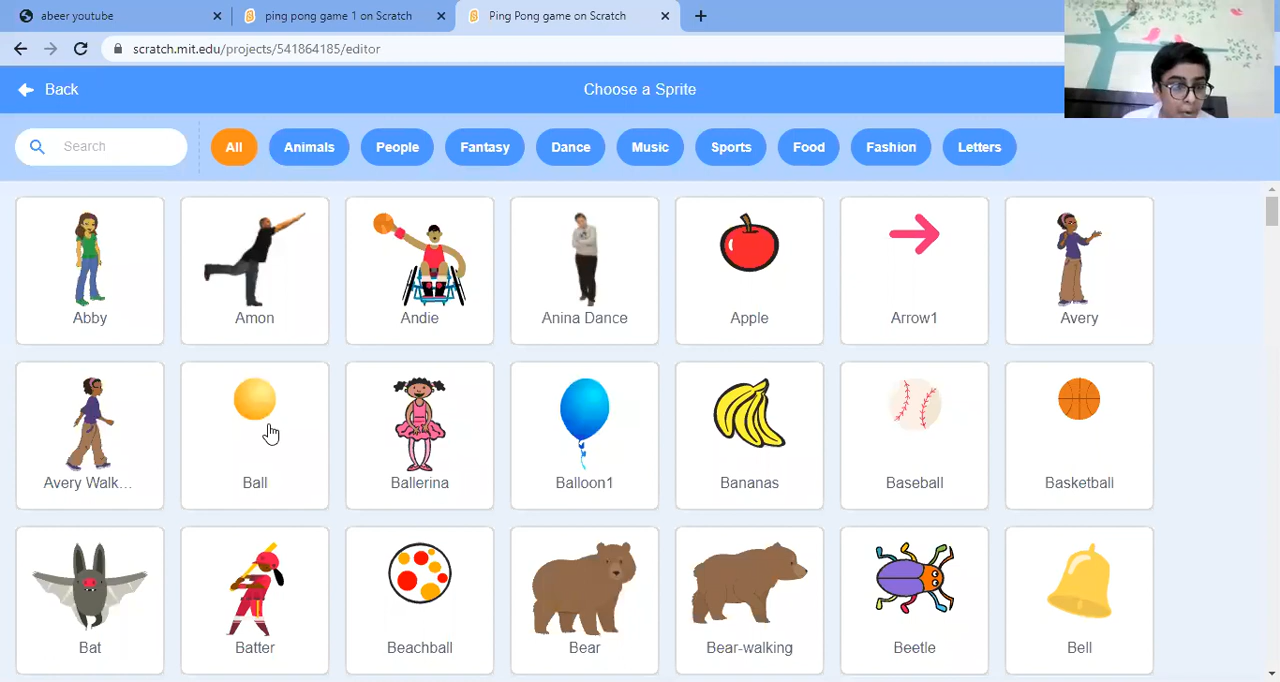 abeer youtube
ping pong game 1 on Scratch
Ping Pong game on Scratch
scratch.mit.edu/projects/541864185/editor
Back
Choose a Sprite
Search
All Animals People Fantasy Dance Music Sports Food Fashion Letters
Abby Amon Andie Anina Dance Apple Arrow1 Avery
Avery Walk... Ball Ballerina Balloon1 Bananas Baseball Basketball
Bat Batter Beachball Bear Bear-walking Beetle Bell